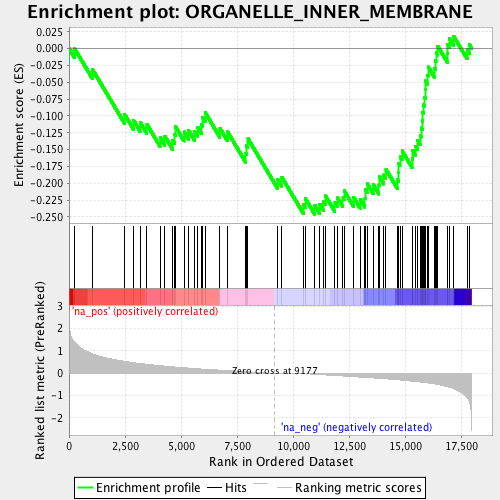 Enrichment plot: ORGANELLE_INNER_MEMBRANE
Enrichment score (ES)
0.025
0.000
-0.025
-0.050
-0.075
-0.100
-0.125
-0.150
-0.175
-0.200
-0.225
-0.250
'na_pos' (positively correlated)
Ranked list metric (PreRanked)
3
2
1
0
-1
-2
Zero cross at 9177
'na_neg' (negatively correlated)
0 2,500 5,000 7,500 10,000 12,500 15,000 17,500
Rank in Ordered Dataset
Enrichment profile Hits Ranking metric scores